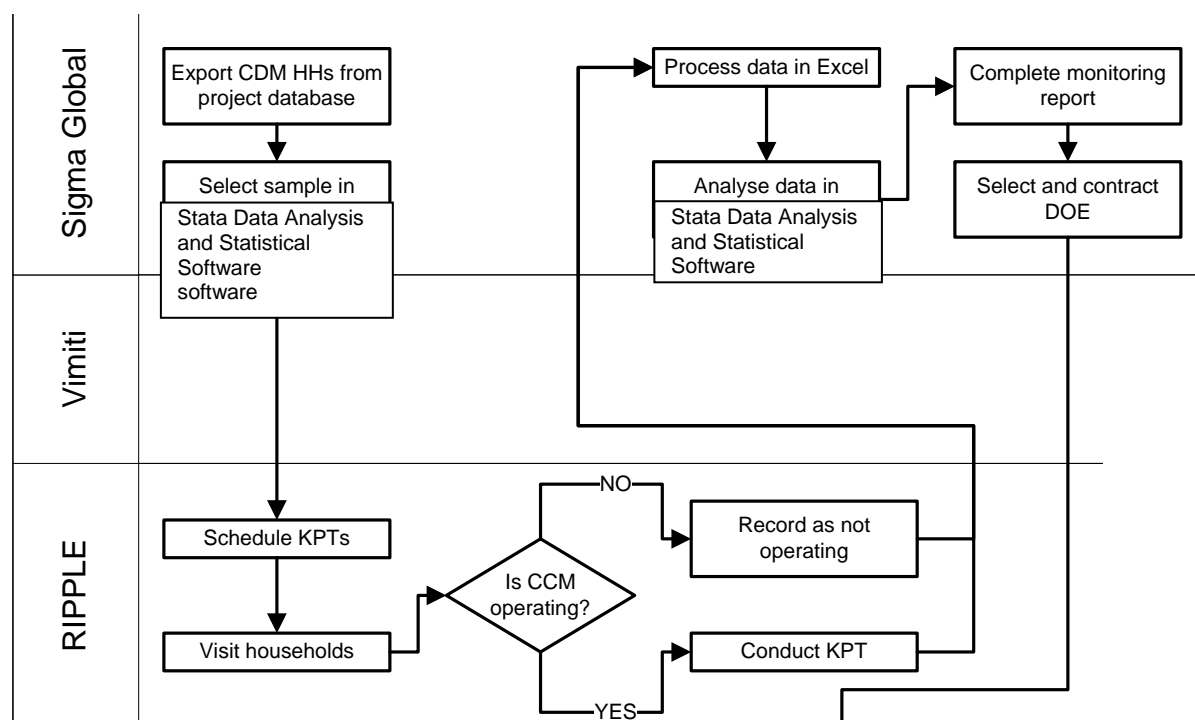 Sigma Global
Export CDM HHs from
project database
Select sample in
Stata Data Analysis
and Statistical
Software
software
Process data in Excel
Analyse data in
Stata Data Analysis
and Statistical
Software
Complete monitoring
report
Select and contract
DOE
Vimiti
RIPPLE
Schedule KPTs
Visit households
Is CCM
operating?
NO
Record as not
operating
YES
Conduct KPT